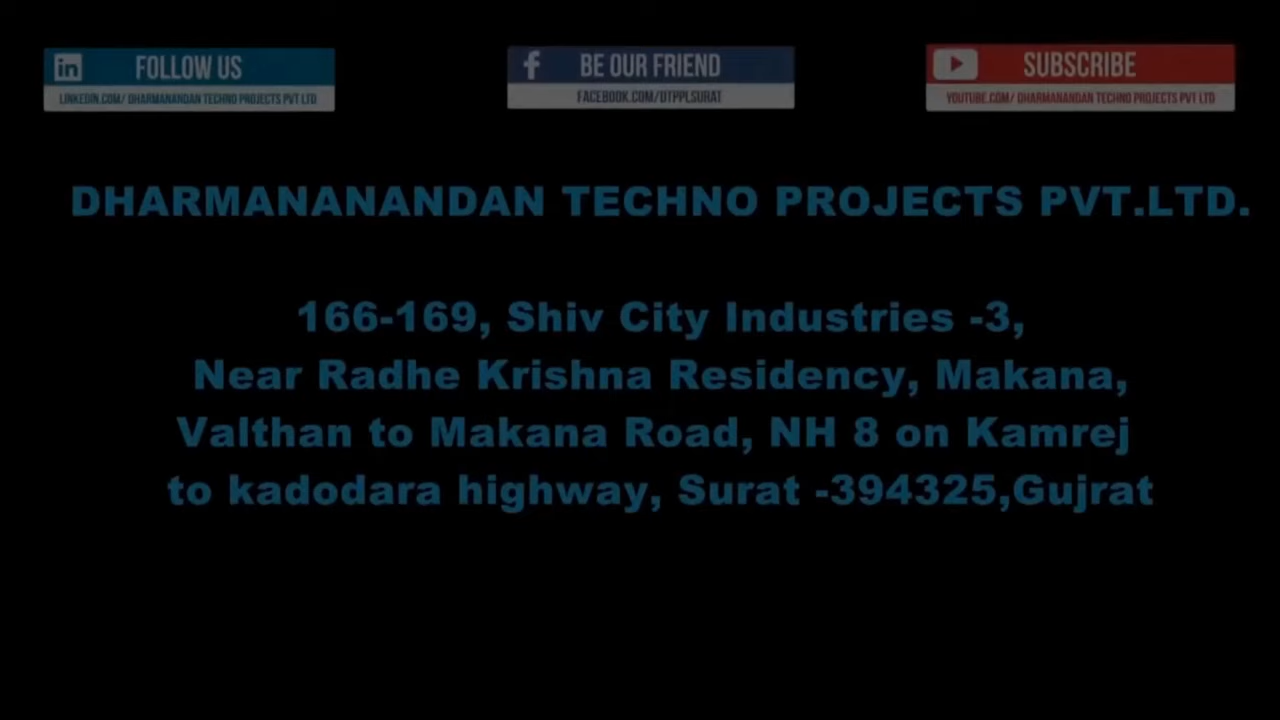 in FOLLOW US
LINKEDIN.COM/ DHARMANANDAN TECHNO PROJECTS PVT LTD
f BE OUR FRIEND
FACEBOOK.COM/DTPPLSURAT
SUBSCRIBE
YOUTUBE.COM/ DHARMANANDAN TECHNO PROJECTS PVT LTD
DHARMANANANDAN TECHNO PROJECTS PVT.LTD.
166-169, Shiv City Industries -3,
Near Radhe Krishna Residency, Makana,
Valthan to Makana Road, NH 8 on Kamrej
to kadodara highway, Surat -394325,Gujrat